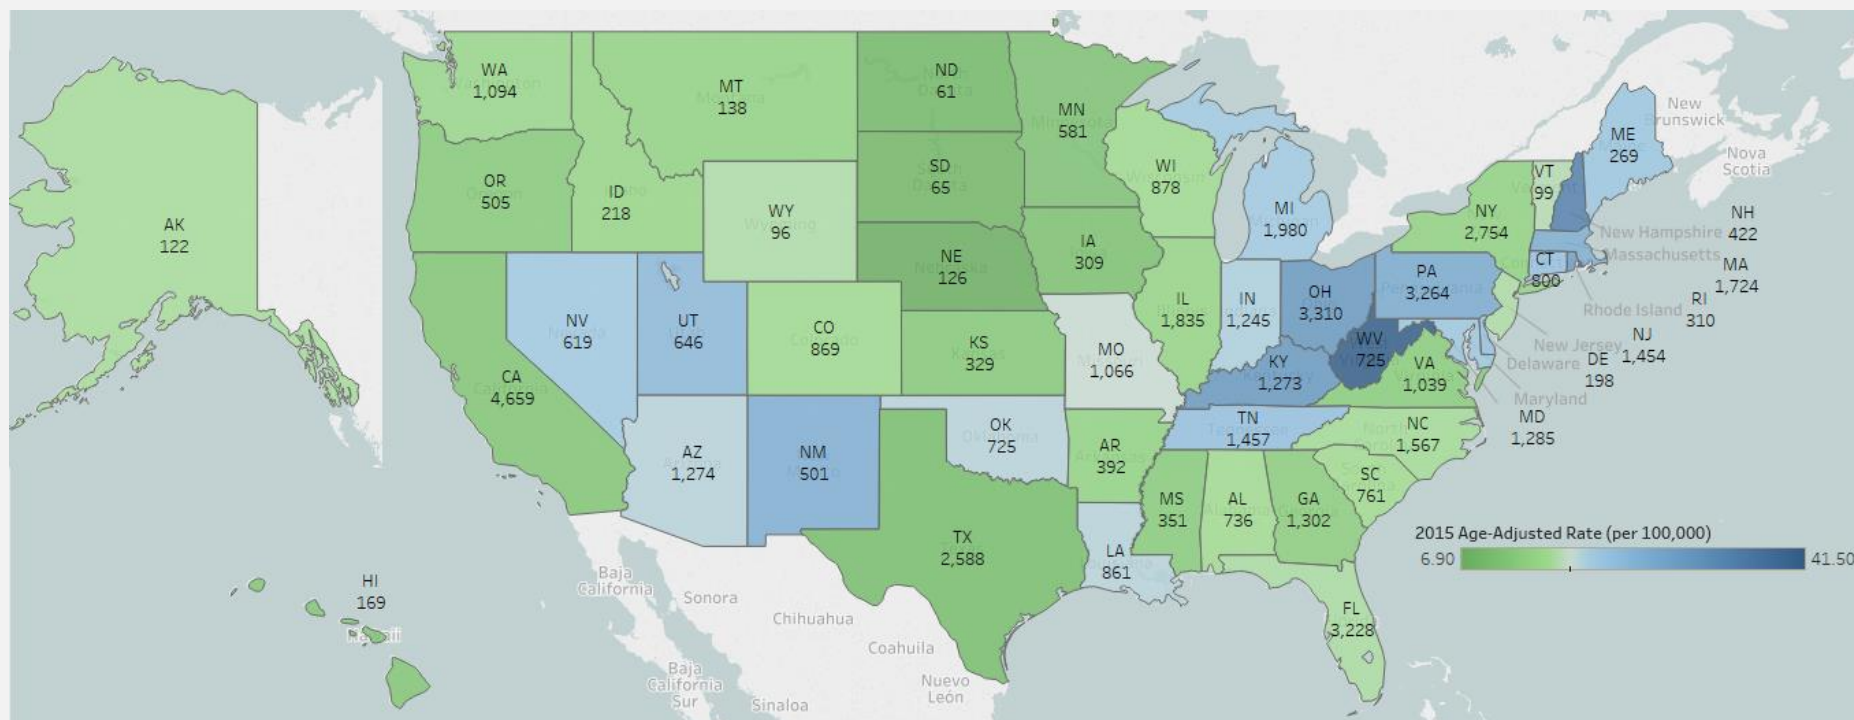 AK
122
WA
1,094
OR
505
ID
218
MT
138
WY
96
ND
61
SD
65
NE
126
MN
581
IA
309
WI
878
MI
1,980
NV
619
UT
646
CO
869
KS
329
CA
4,659
AZ
1,274
NM
501
TX
2,588
OK
725
MO
1,066
AR
392
LA
861
IL
1,835
IN
1,245
OH
3,310
KY
1,273
TN
1,457
MS
351
AL
736
GA
1,302
FL
3,228
SC
761
NC
1,567
VA
1,039
WV
725
PA
3,264
NY
2,754
VT
99
ME
269
CT
800
NH
422
MA
1,724
RI
310
NJ
1,454
DE
198
MD
1,285
HI
169
New
Brunswick
Nova
Scotia
New Hampshire
Massachusetts
Rhode Island
New Jersey
Delaware
Maryland
Baja
California
Sonora
Chihuahua
Coahuila
Nuevo
León
Baja
California
Sur
Sinaloa
2015 Age-Adjusted Rate (per 100,000)
6.90
41.50